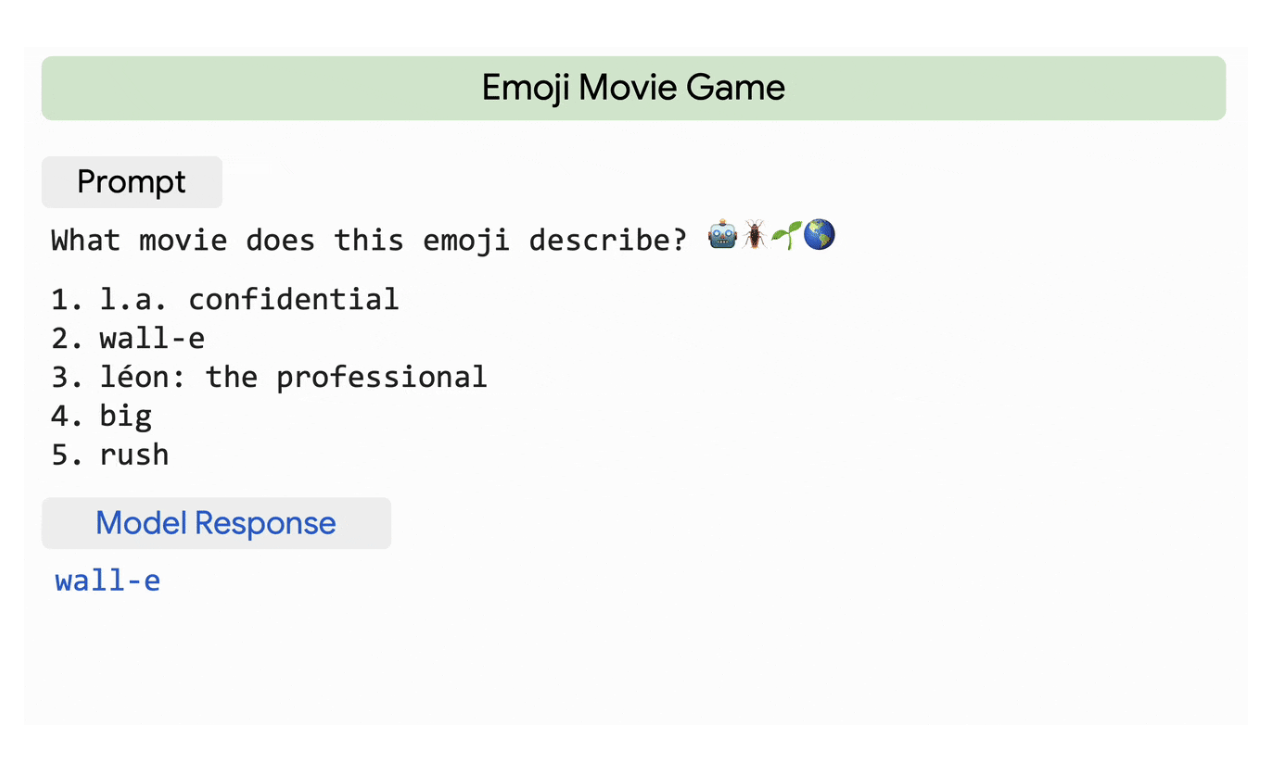 Emoji Movie Game
Prompt
What movie does this emoji describe? 🤖🪳🌱🌎
1. l.a. confidential
2. wall-e
3. léon: the professional
4. big
5. rush
Model Response
wall-e